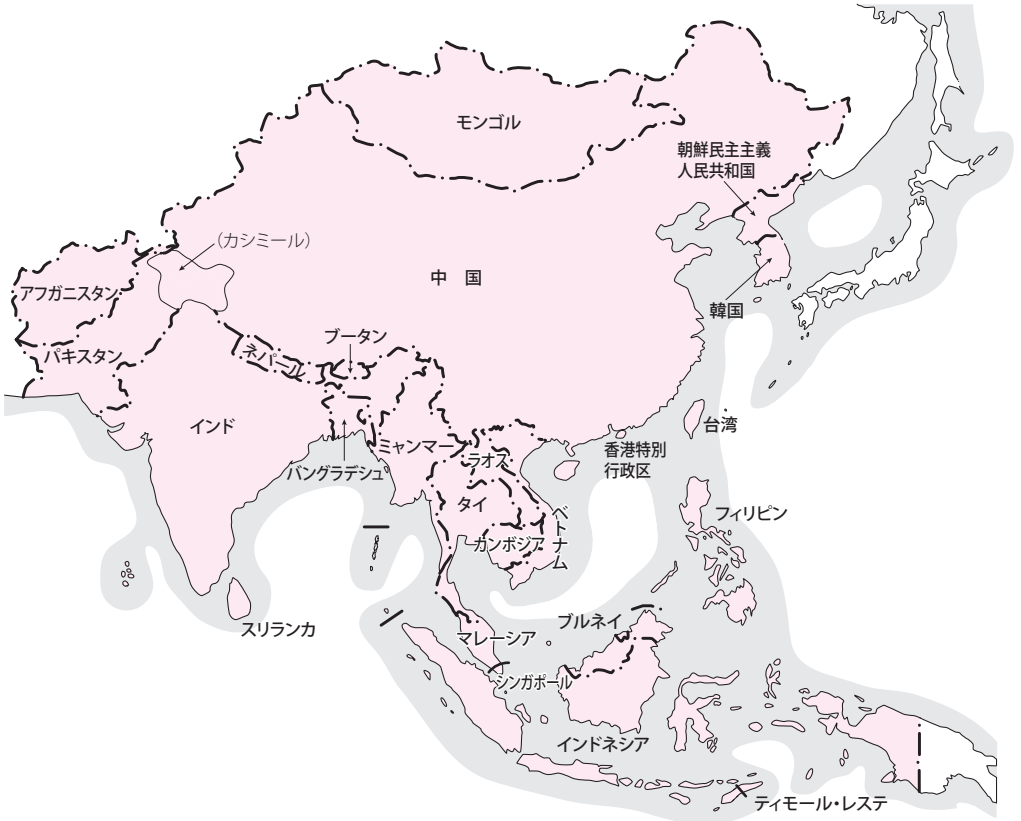 モンゴル
朝鮮民主主義
人民共和国
(カシミール)
中 国
アフガニスタン
韓国
ブータン
パキスタン
ネパール
インド
台湾
ミャンマー
香港特別
行政区
ラオス
バングラデシュ
タイ
フィリピン
ベトナム
カンボジア
スリランカ
ブルネイ
マレーシア
シンガポール
インドネシア
ティモール・レステ